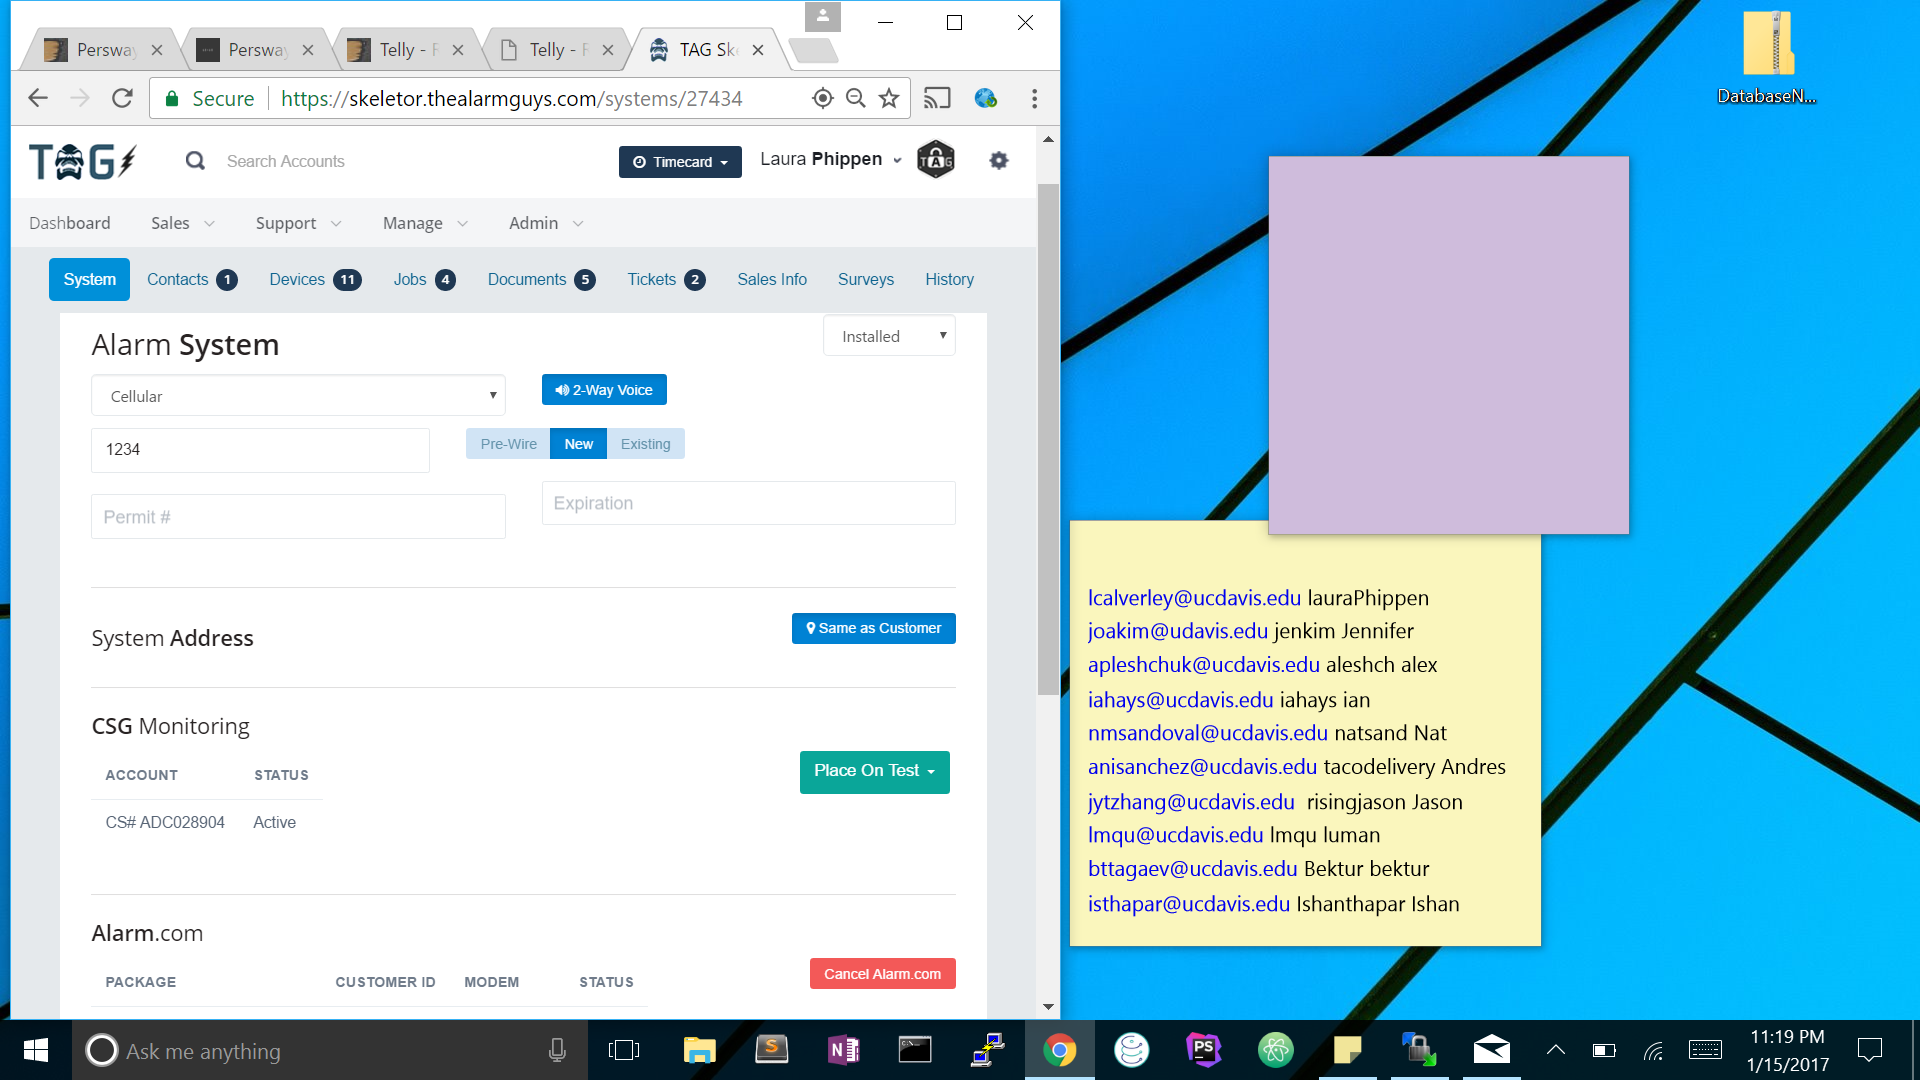 Persway
Persway
Telly - F
Telly - F
TAG Ske
Secure
https://skeletor.thealarmguys.com/systems/27434
TAG
Search Accounts
Timecard
Laura Phippen
TAG
Dashboard
Sales
Support
Manage
Admin
System
Contacts 1
Devices 11
Jobs 4
Documents 5
Tickets 2
Sales Info
Surveys
History
Alarm System
Installed
Cellular
2-Way Voice
1234
Pre-Wire
New
Existing
Permit #
Expiration
System Address
Same as Customer
CSG Monitoring
ACCOUNT
STATUS
Place On Test
CS# ADC028904
Active
Alarm.com
Cancel Alarm.com
PACKAGE
CUSTOMER ID
MODEM
STATUS
DatabaseN...
lcalverley@ucdavis.edu lauraPhippen
joakim@udavis.edu jenkim Jennifer
apleshchuk@ucdavis.edu aleshch alex
iahays@ucdavis.edu iahays ian
nmsandoval@ucdavis.edu natsand Nat
anisanchez@ucdavis.edu tacodelivery Andres
jytzhang@ucdavis.edu  risingjason Jason
lmqu@ucdavis.edu lmqu luman
bttagaev@ucdavis.edu Bektur bektur
isthapar@ucdavis.edu Ishanthapar Ishan
Ask me anything
S
N
C:\_
PS
11:19 PM
1/15/2017